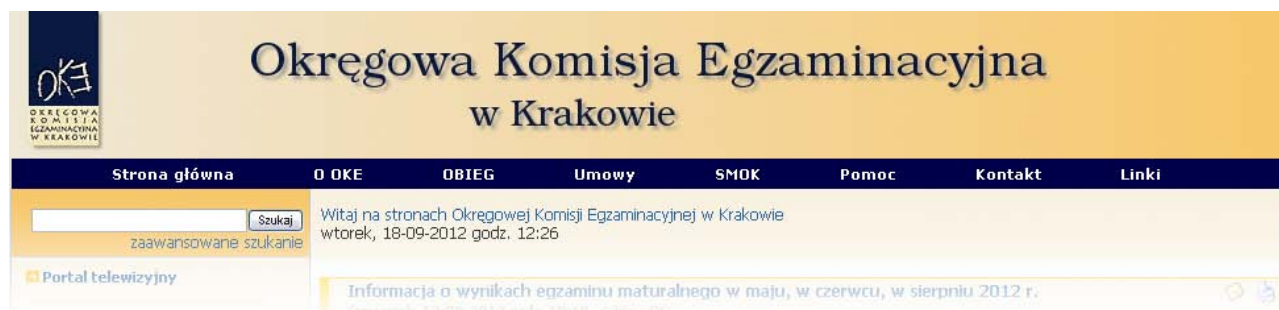 OKE
OKRĘGOWA
KOMISJA
EGZAMINACYJNA
W KRAKOWIE
Okręgowa Komisja Egzaminacyjna
w Krakowie
Strona główna O OKE OBIEG Umowy SMOK Pomoc Kontakt Linki
Szukaj
zaawansowane szukanie
Witaj na stronach Okręgowej Komisji Egzaminacyjnej w Krakowie
wtorek, 18-09-2012 godz. 12:26
Portal telewizyjny
Informacja o wynikach egzaminu maturalnego w maju, w czerwcu, w sierpniu 2012 r.